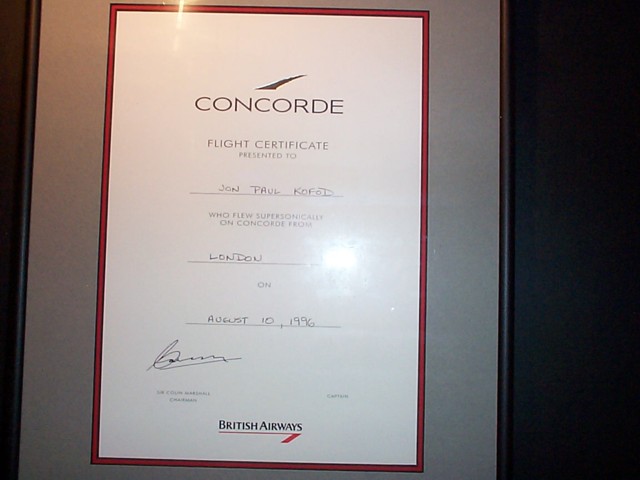 CONCORDE
FLIGHT CERTIFICATE
PRESENTED TO
JON PAUL KOFOD
WHO FLEW SUPERSONICALLY
ON CONCORDE FROM
LONDON
ON
AUGUST 10, 1996
SIR COLIN MARSHALL
CHAIRMAN
CAPTAIN
BRITISH AIRWAYS